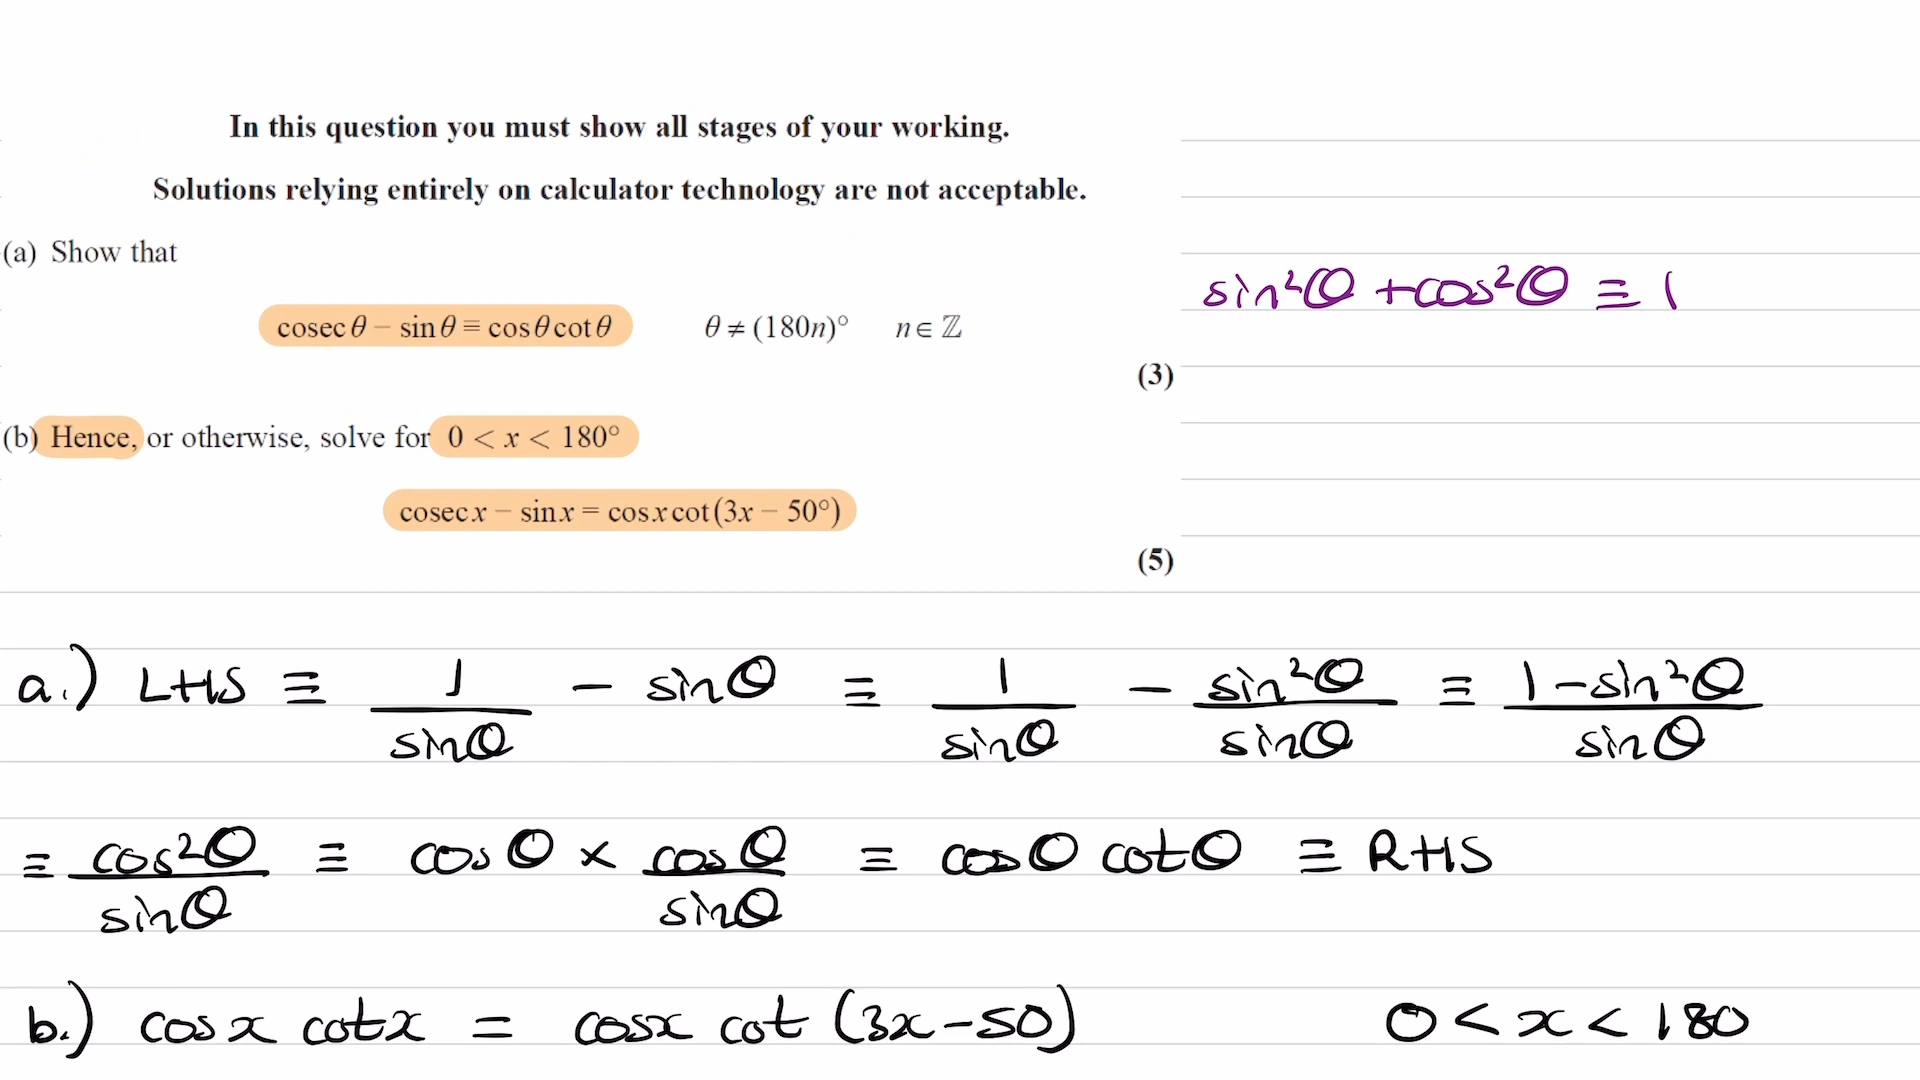 In this question you must show all stages of your working.
Solutions relying entirely on calculator technology are not acceptable.
(a) Show that
cosec θ − sin θ ≡ cos θ cot θ θ ≠ (180n)° n ∈ ℤ
(3)
sin²θ + cos²θ ≡ 1
(b) Hence, or otherwise, solve for 0 < x < 180°
cosec x − sin x = cos x cot (3x − 50°)
(5)
a.) LHS ≡ 1/sinθ − sinθ ≡ 1/sinθ − sin²θ/sinθ ≡ 1−sin²θ/sinθ
≡ cos²θ/sinθ ≡ cosθ × cosθ/sinθ ≡ cosθ cotθ ≡ RHS
b.) cosx cotx = cosx cot (3x−50) 0 < x < 180